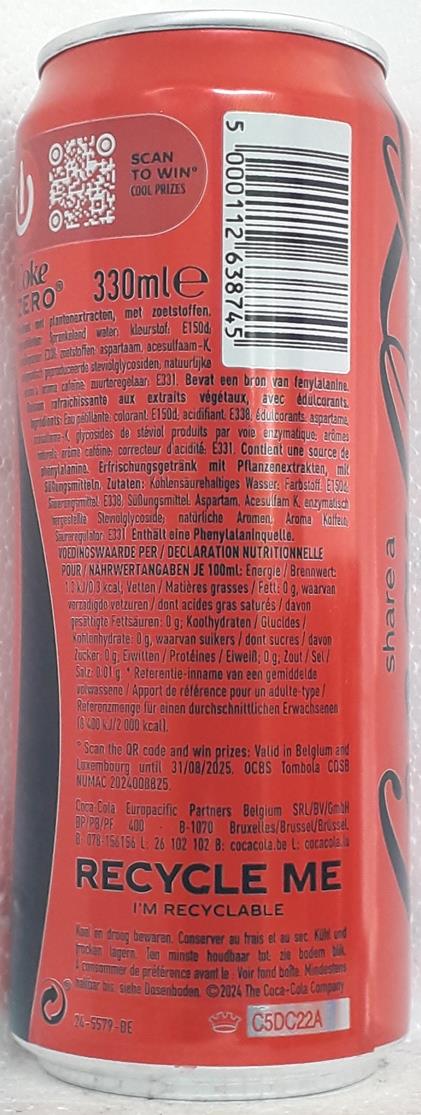 SCAN
TO WIN°
COOL PRIZES
5 000112 638745
oke
ZERO®
330ml e
plantenextracten, met zoetstoffen.
Sprankelend water; kleurstof: E150d;
E338; zoetstoffen: aspartaam, acesulfaam-K,
geproduceerde steviolglycosiden; natuurlijke
aroma cafeïne; zuurteregelaar: E331. Bevat een bron van fenylalanine.
rafraichissante aux extraits végétaux, avec édulcorants.
Ingrédients: Eau pétillante; colorant: E150d; acidifiant: E338; édulcorants: aspartame,
acésulfame-K, glycosides de stéviol produits par voie enzymatique; arômes
naturels; arôme caféine; correcteur d'acidité: E331. Contient une source de
phénylalanine. Erfrischungsgetränk mit Pflanzenextrakten, mit
Süßungsmitteln. Zutaten: Kohlensäurehaltiges Wasser; Farbstoff: E150d;
Säuerungsmittel: E338; Süßungsmittel: Aspartam, Acesulfam K, enzymatisch
hergestellte Steviolglycoside; natürliche Aromen; Aroma Koffein;
Säureregulator: E331. Enthält eine Phenylalaninquelle.
VOEDINGSWAARDE PER / DECLARATION NUTRITIONNELLE
POUR / NÄHRWERTANGABEN JE 100ml: Energie / Brennwert:
1.0 kJ/0.3 kcal; Vetten / Matières grasses / Fett: 0 g, waarvan
verzadigde vetzuren / dont acides gras saturés / davon
gesättigte Fettsäuren: 0 g; Koolhydraten / Glucides /
Kohlenhydrate: 0 g, waarvan suikers / dont sucres / davon
Zucker: 0 g; Eiwitten / Protéines / Eiweiß: 0 g; Zout / Sel /
Salz: 0.01 g. * Referentie-inname van een gemiddelde
volwassene / Apport de référence pour un adulte-type /
Referenzmenge für einen durchschnittlichen Erwachsenen
(8 400 kJ/2 000 kcal).
° Scan the QR code and win prizes: Valid in Belgium and
Luxembourg until 31/08/2025. OCBS Tombola COSB
NUMAC 2024008825.
Coca-Cola Europacific Partners Belgium SRL/BV/GmbH
BP/PB/PF 400 - B-1070 Bruxelles/Brussel/Brüssel.
B: 078-156156 L: 26 102 102 B: cocacola.be L: cocacola.lu
RECYCLE ME
I'M RECYCLABLE
Koel en droog bewaren. Conserver au frais et au sec. Kühl und
trocken lagern. Ten minste houdbaar tot: zie bodem blik.
À consommer de préférence avant le : Voir fond boîte. Mindestens
haltbar bis: siehe Dosenboden. ©2024 The Coca-Cola Company
24-5579-BE
C5DC22A
share a